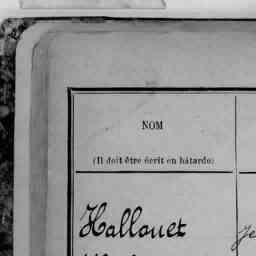 NOM
(Il doit être écrit en bâtarde)
Hallouet